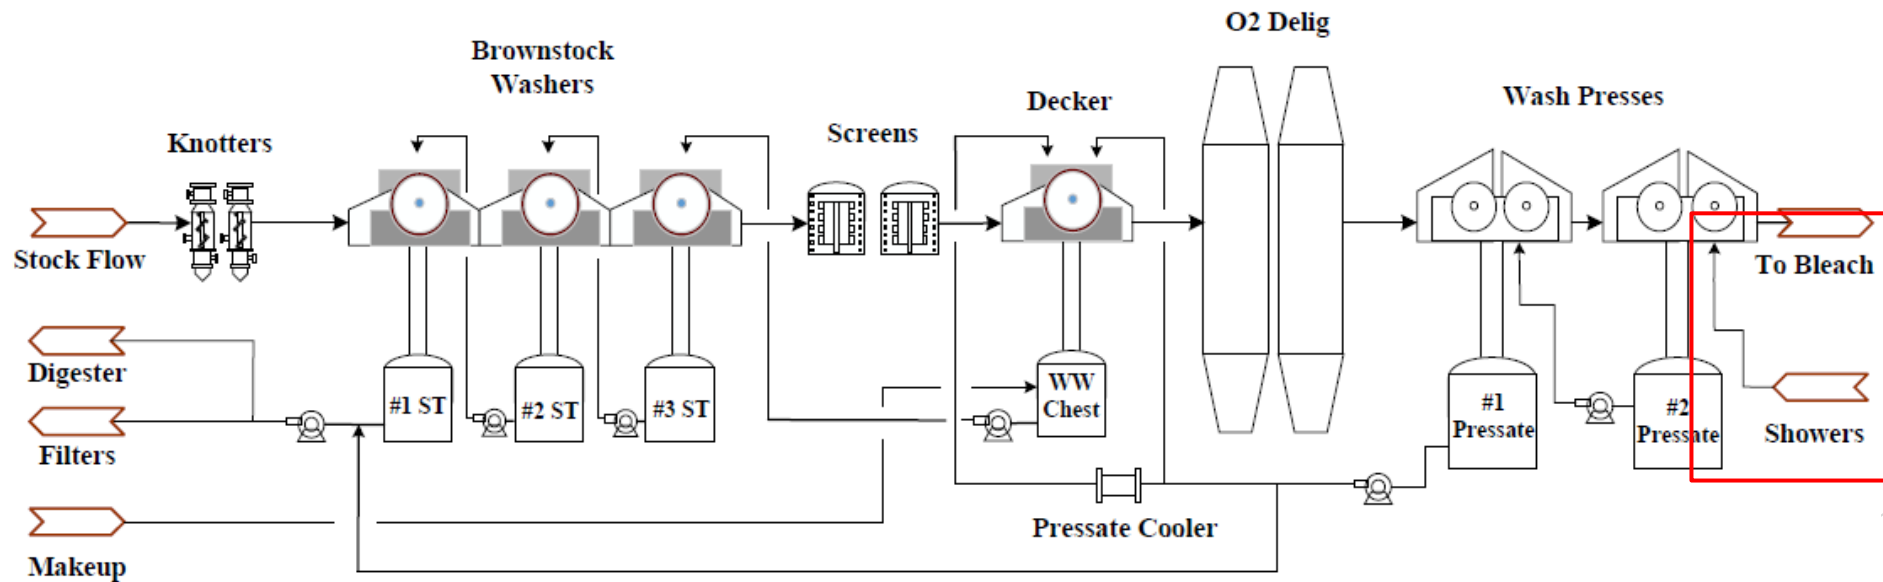 O2 Delig
Brownstock
Washers
Decker
Wash Presses
Screens
Knotters
Stock Flow
To Bleach
Digester
#1 ST
#2 ST
#3 ST
WW
Chest
#1
Pressate
#2
Pressate
Showers
Filters
Pressate Cooler
Makeup